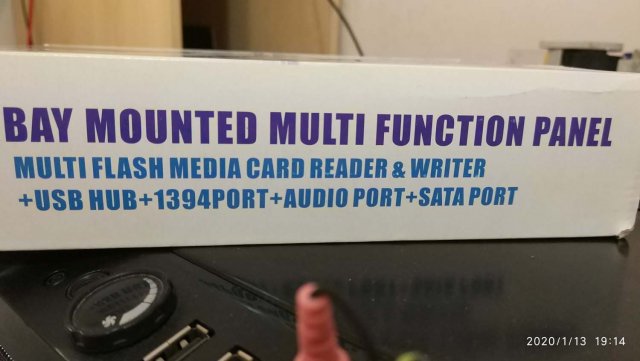 BAY MOUNTED MULTI FUNCTION PANEL
MULTI FLASH MEDIA CARD READER & WRITER
+USB HUB+1394PORT+AUDIO PORT+SATA PORT
2020/1/13 19:14